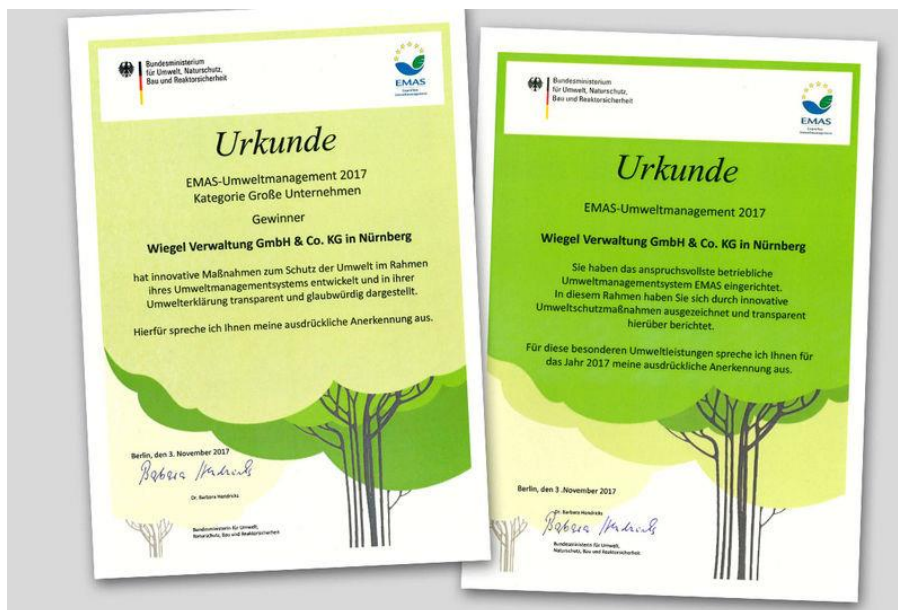 Bundesministerium
für Umwelt, Naturschutz,
Bau und Reaktorsicherheit
EMAS
Urkunde
EMAS-Umweltmanagement 2017
Kategorie Große Unternehmen
Gewinner
Wiegel Verwaltung GmbH & Co. KG in Nürnberg
hat innovative Maßnahmen zum Schutz der Umwelt im Rahmen
ihres Umweltmanagementsystems entwickelt und in ihrer
Umwelterklärung transparent und glaubwürdig dargestellt.
Hierfür spreche ich Ihnen meine ausdrückliche Anerkennung aus.
Berlin, den 3. November 2017
Barbara Hendricks
Dr. Barbara Hendricks
Bundesministerin für Umwelt,
Naturschutz, Bau und Reaktorsicherheit
Bundesministerium
für Umwelt, Naturschutz,
Bau und Reaktorsicherheit
EMAS
Urkunde
EMAS-Umweltmanagement 2017
Wiegel Verwaltung GmbH & Co. KG in Nürnberg
Sie haben das anspruchsvollste betriebliche
Umweltmanagementsystem EMAS eingerichtet.
In diesem Rahmen haben Sie sich durch innovative
Umweltschutzmaßnahmen ausgezeichnet und transparent
hierüber berichtet.
Für diese besonderen Umweltleistungen spreche ich Ihnen für
das Jahr 2017 meine ausdrückliche Anerkennung aus.
Berlin, den 3 .November 2017
Dr. Barbara Hendricks
Barbara Hendricks
Bundesministerin für Umwelt,
Naturschutz, Bau und Reaktorsicherheit